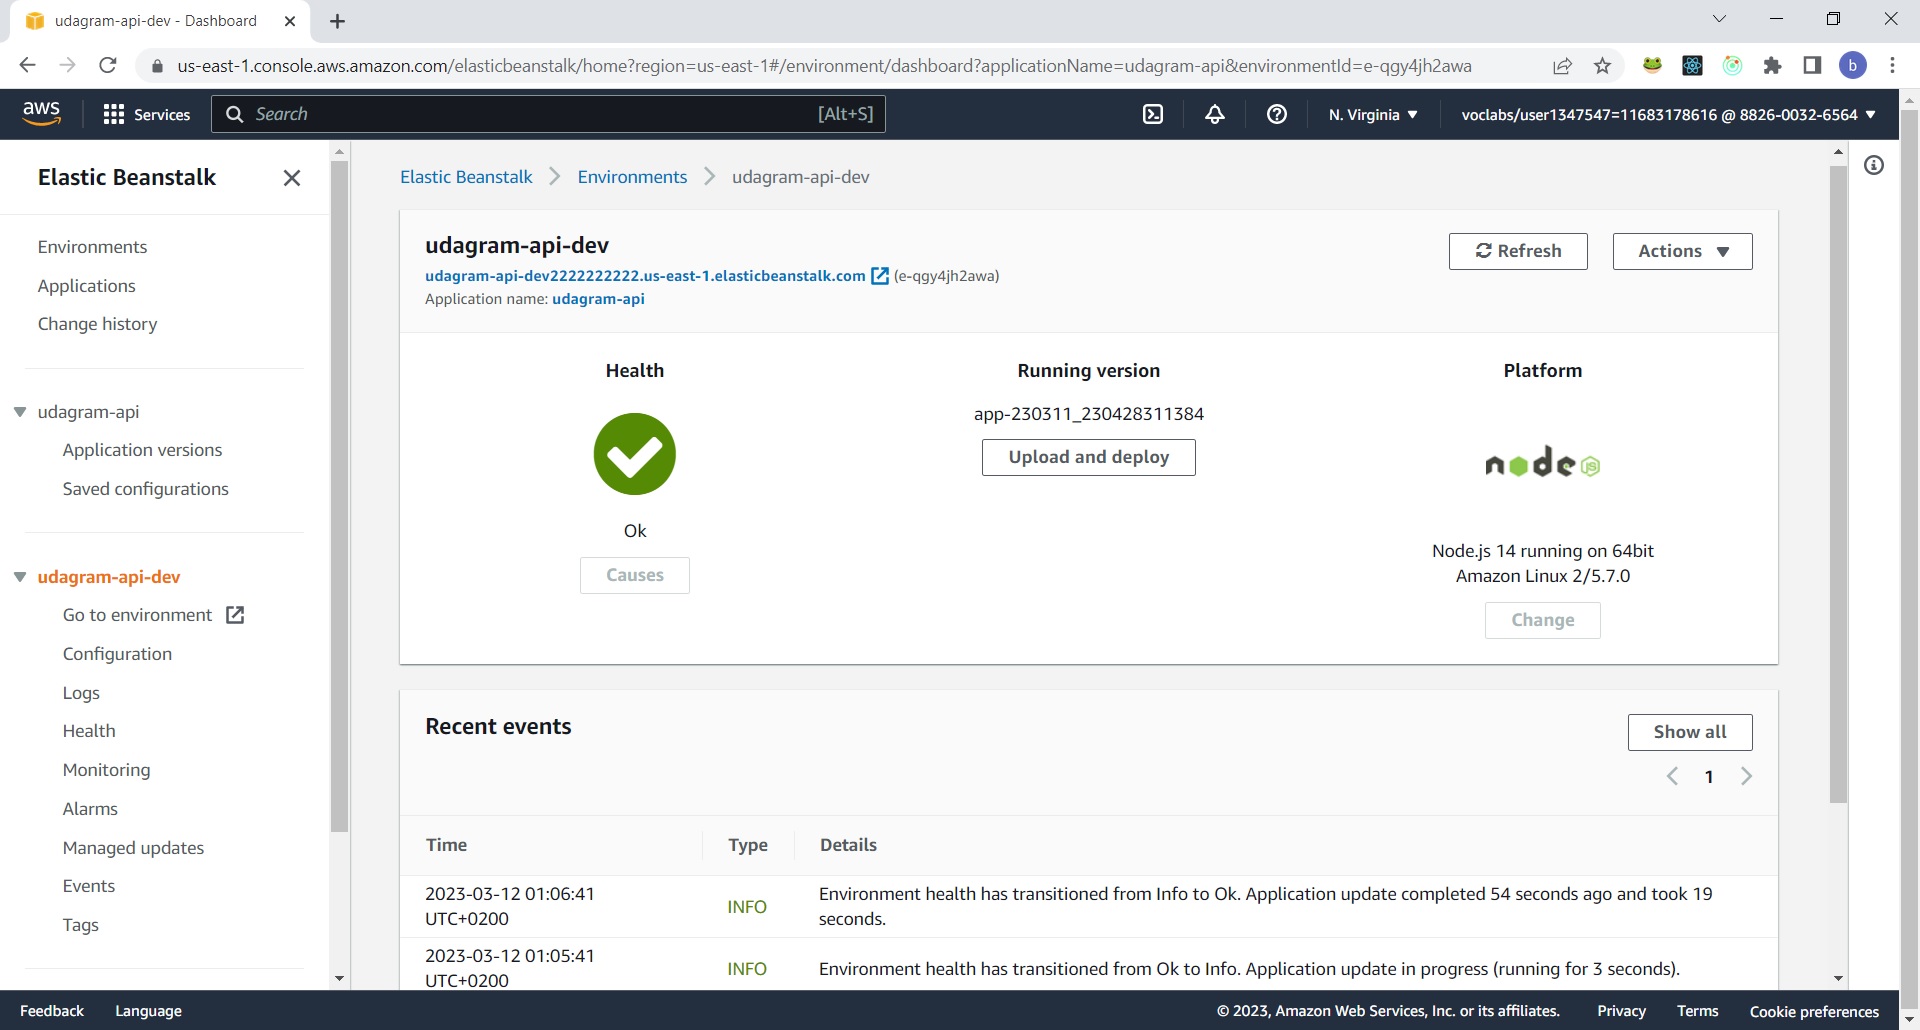 udagram-api-dev - Dashboard
us-east-1.console.aws.amazon.com/elasticbeanstalk/home?region=us-east-1#/environment/dashboard?applicationName=udagram-api&environmentId=e-qgy4jh2awa
b
aws
Services
Search
[Alt+S]
N. Virginia
voclabs/user1347547=11683178616 @ 8826-0032-6564
Elastic Beanstalk
Environments
Applications
Change history
udagram-api
Application versions
Saved configurations
udagram-api-dev
Go to environment
Configuration
Logs
Health
Monitoring
Alarms
Managed updates
Events
Tags
Elastic Beanstalk
Environments
udagram-api-dev
udagram-api-dev
udagram-api-dev2222222222.us-east-1.elasticbeanstalk.com (e-qgy4jh2awa)
Application name: udagram-api
Refresh
Actions
Health
Ok
Causes
Running version
app-230311_230428311384
Upload and deploy
Platform
node JS
Node.js 14 running on 64bit
Amazon Linux 2/5.7.0
Change
Recent events
Show all
1
Time Type Details
2023-03-12 01:06:41
UTC+0200
INFO
Environment health has transitioned from Info to Ok. Application update completed 54 seconds ago and took 19
seconds.
2023-03-12 01:05:41
UTC+0200
INFO
Environment health has transitioned from Ok to Info. Application update in progress (running for 3 seconds).
Feedback
Language
© 2023, Amazon Web Services, Inc. or its affiliates.
Privacy
Terms
Cookie preferences